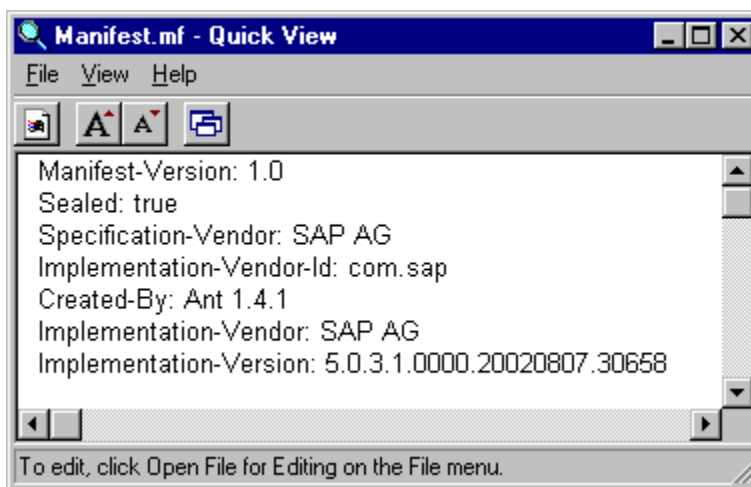 Manifest.mf - Quick View
File View Help
A A
Manifest-Version: 1.0
Sealed: true
Specification-Vendor: SAP AG
Implementation-Vendor-Id: com.sap
Created-By: Ant 1.4.1
Implementation-Vendor: SAP AG
Implementation-Version: 5.0.3.1.0000.20020807.30658
To edit, click Open File for Editing on the File menu.